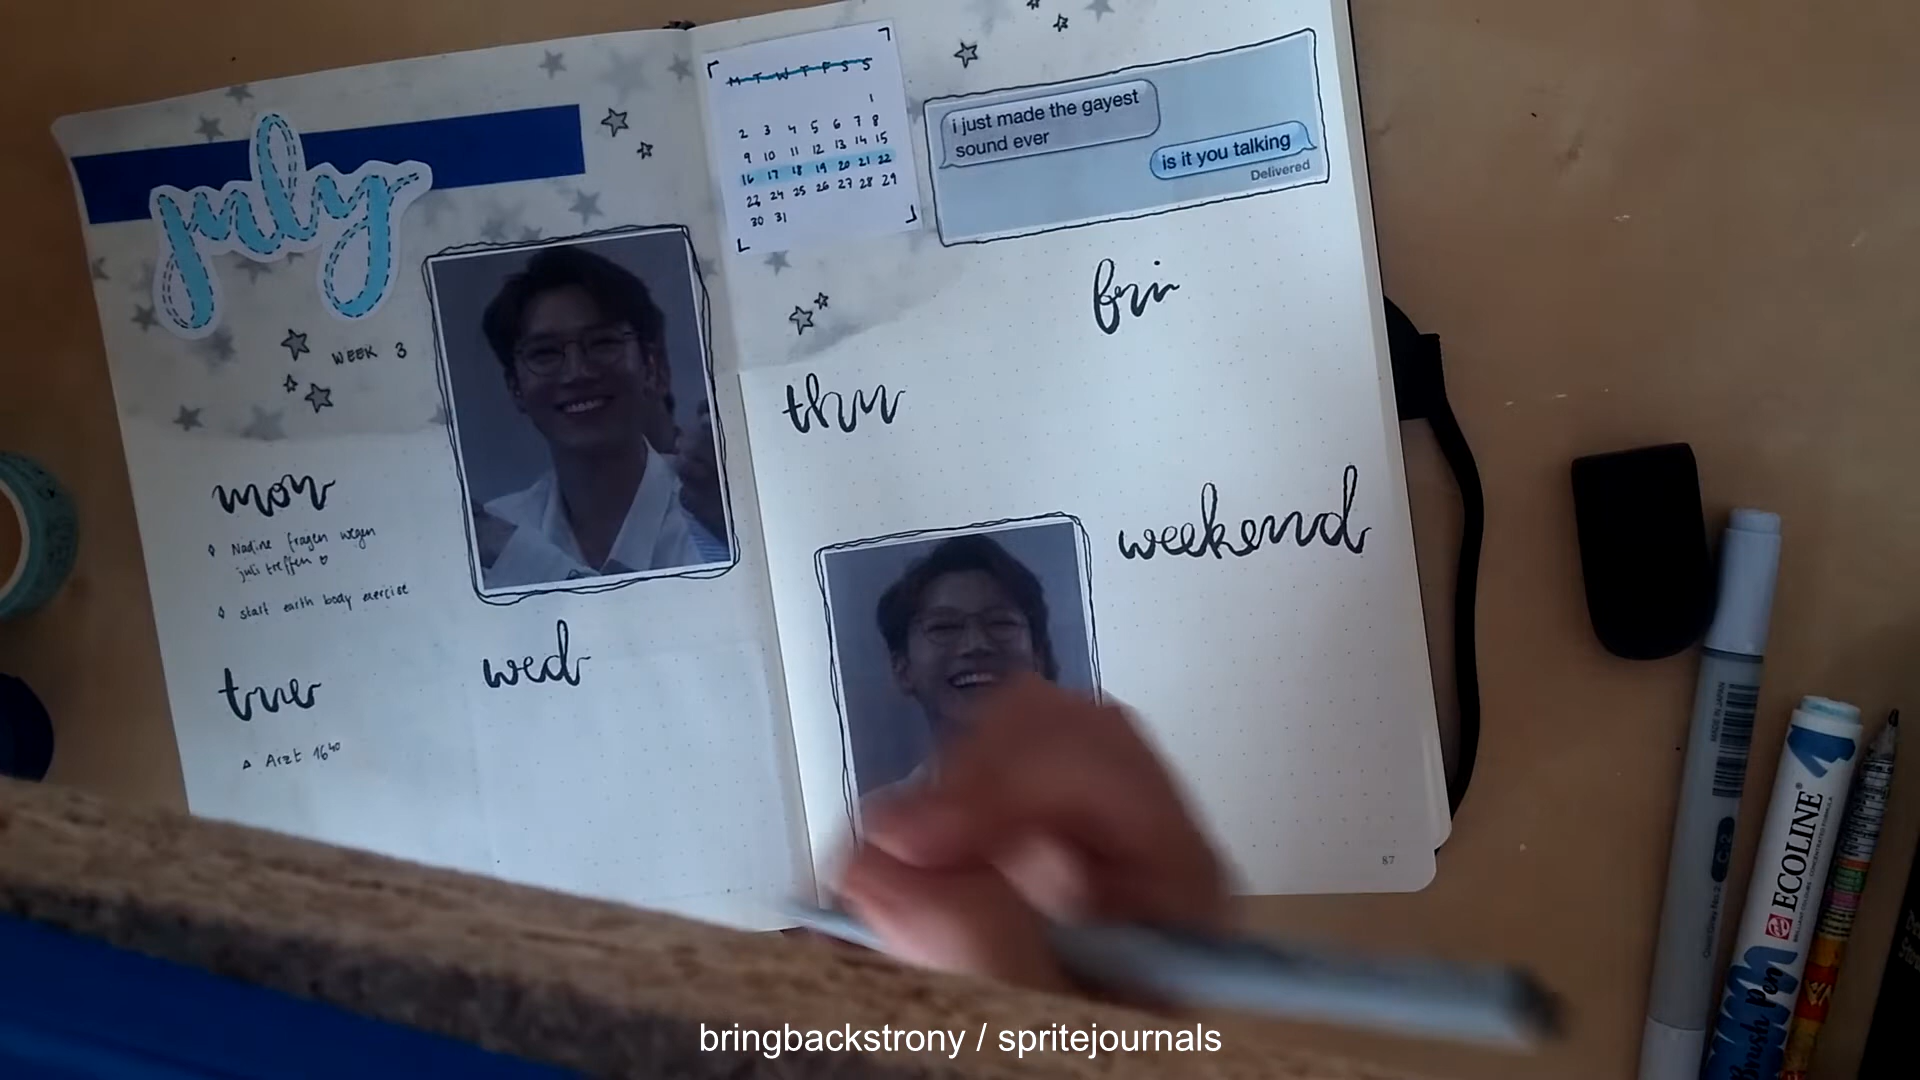 july
WEEK 3
mon
Nadine fragen wegen
juli treffen
start earth body exercise
tue
Arzt 16⁴⁰
wed
M T W T F S S
1
2 3 4 5 6 7 8
9 10 11 12 13 14 15
16 17 18 19 20 21 22
23 24 25 26 27 28 29
30 31
i just made the gayest
sound ever
is it you talking
Delivered
thu
fri
weekend
87
MADE IN JAPAN
ECOLINE
Brush Pen
bringbackstrony / spritejournals